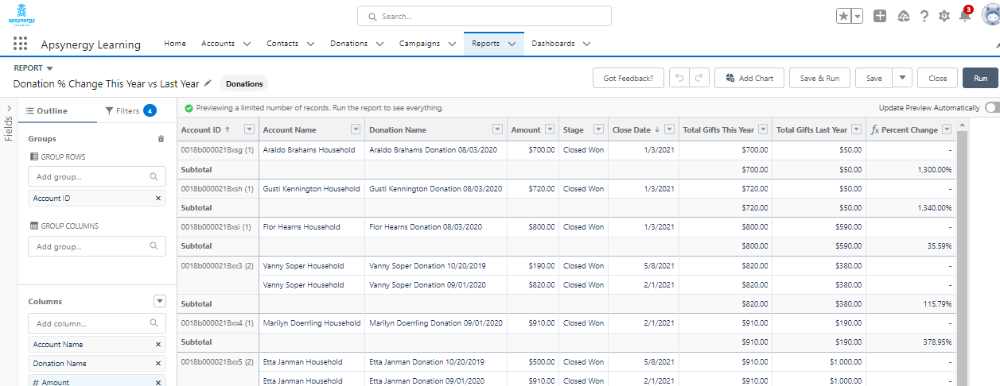 apsynergy
LEARNING
Search...
3
Apsynergy Learning Home Accounts Contacts Donations Campaigns Reports Dashboards
REPORT
Donation % Change This Year vs Last Year Donations
Got Feedback? Add Chart Save & Run Save Close Run
Fields
Outline Filters 4
Previewing a limited number of records. Run the report to see everything. Update Preview Automatically
Groups
GROUP ROWS
Add group...
Account ID
GROUP COLUMNS
Add group...
Columns
Add column...
Account Name
Donation Name
# Amount
Account ID Account Name Donation Name Amount Stage Close Date Total Gifts This Year Total Gifts Last Year fx Percent Change
0018b000021Bxsg (1) Araldo Brahams Household Araldo Brahams Donation 08/03/2020 $700.00 Closed Won 1/3/2021 $700.00 $50.00 -
Subtotal $700.00 $50.00 1,300.00%
0018b000021Bxsh (1) Gusti Kennington Household Gusti Kennington Donation 08/03/2020 $720.00 Closed Won 1/3/2021 $720.00 $50.00 -
Subtotal $720.00 $50.00 1,340.00%
0018b000021Bxsi (1) Flor Hearns Household Flor Hearns Donation 08/03/2020 $800.00 Closed Won 1/3/2021 $800.00 $590.00 -
Subtotal $800.00 $590.00 35.59%
0018b000021Bxx3 (2) Vanny Soper Household Vanny Soper Donation 10/20/2019 $190.00 Closed Won 5/8/2021 $820.00 $380.00 -
Vanny Soper Household Vanny Soper Donation 09/01/2020 $820.00 Closed Won 2/1/2021 $820.00 $380.00 -
Subtotal $820.00 $380.00 115.79%
0018b000021Bxx4 (1) Marilyn Doerrling Household Marilyn Doerrling Donation 09/01/2020 $910.00 Closed Won 2/1/2021 $910.00 $190.00 -
Subtotal $910.00 $190.00 378.95%
0018b000021Bxx5 (2) Etta Janman Household Etta Janman Donation 10/20/2019 $500.00 Closed Won 5/8/2021 $910.00 $1,000.00 -
Etta Janman Household Etta Janman Donation 09/01/2020 $910.00 Closed Won 2/1/2021 $910.00 $1,000.00 -